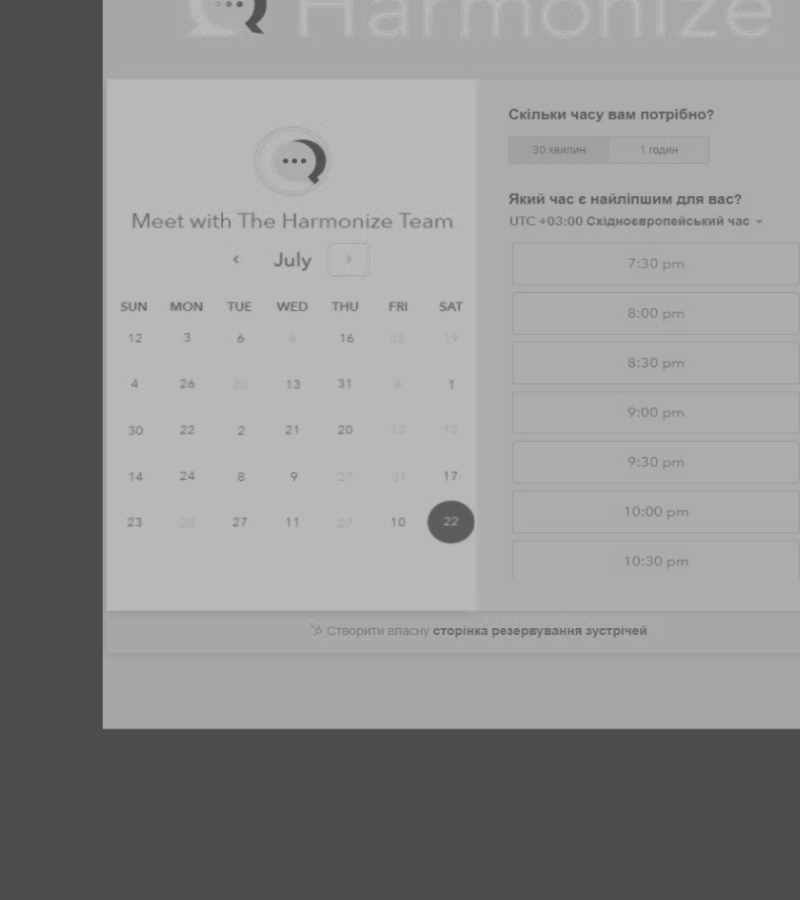 Harmonize
Meet with The Harmonize Team
‹ July ›
SUN MON TUE WED THU FRI SAT
12 3 6 8 16 25 19
4 26 20 13 31 6 1
30 22 2 21 20 12 12
14 24 8 9 27 31 17
23 28 27 11 27 10 22
Скільки часу вам потрібно?
30 хвилин 1 годин
Який час є найліпшим для вас?
UTC +03:00 Східноєвропейський час
7:30 pm
8:00 pm
8:30 pm
9:00 pm
9:30 pm
10:00 pm
10:30 pm
Створити власну сторінка резервування зустрічей